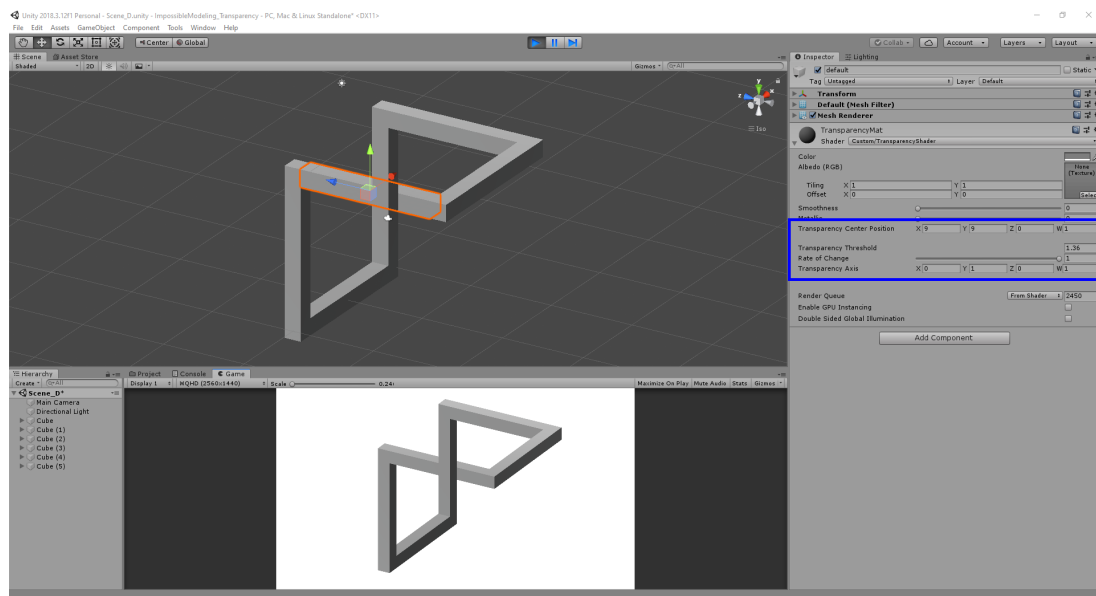 Unity 2018.3.12f1 Personal - Scene_D.unity - ImpossibleModeling_Transparency - PC, Mac & Linux Standalone* <DX11>
File Edit Assets GameObject Component Tools Window Help
Center Global Collab Account Layers Layout
Scene Asset Store
Shaded 2D Gizmos All
y
z x
Iso
Inspector Lighting
default Static
Tag Untagged Layer Default
Transform
Default (Mesh Filter)
Mesh Renderer
TransparencyMat
Shader Custom/TransparencyShader
Color
Albedo (RGB) None
(Texture)
Tiling X 1 Y 1
Offset X 0 Y 0 Selec
Smoothness 0
Metallic 0
Transparency Center Position X 9 Y 9 Z 0 W 1
Transparency Threshold 1.36
Rate of Change 1
Transparency Axis X 0 Y 1 Z 0 W 1
Render Queue From Shader 2450
Enable GPU Instancing
Double Sided Global Illumination
Add Component
Hierarchy
Create All
Scene_D*
Main Camera
Directional Light
Cube
Cube (1)
Cube (2)
Cube (3)
Cube (4)
Cube (5)
Project Console Game
Display 1 MQHD (2560x1440) Scale 0.24 Maximize On Play Mute Audio Stats Gizmos